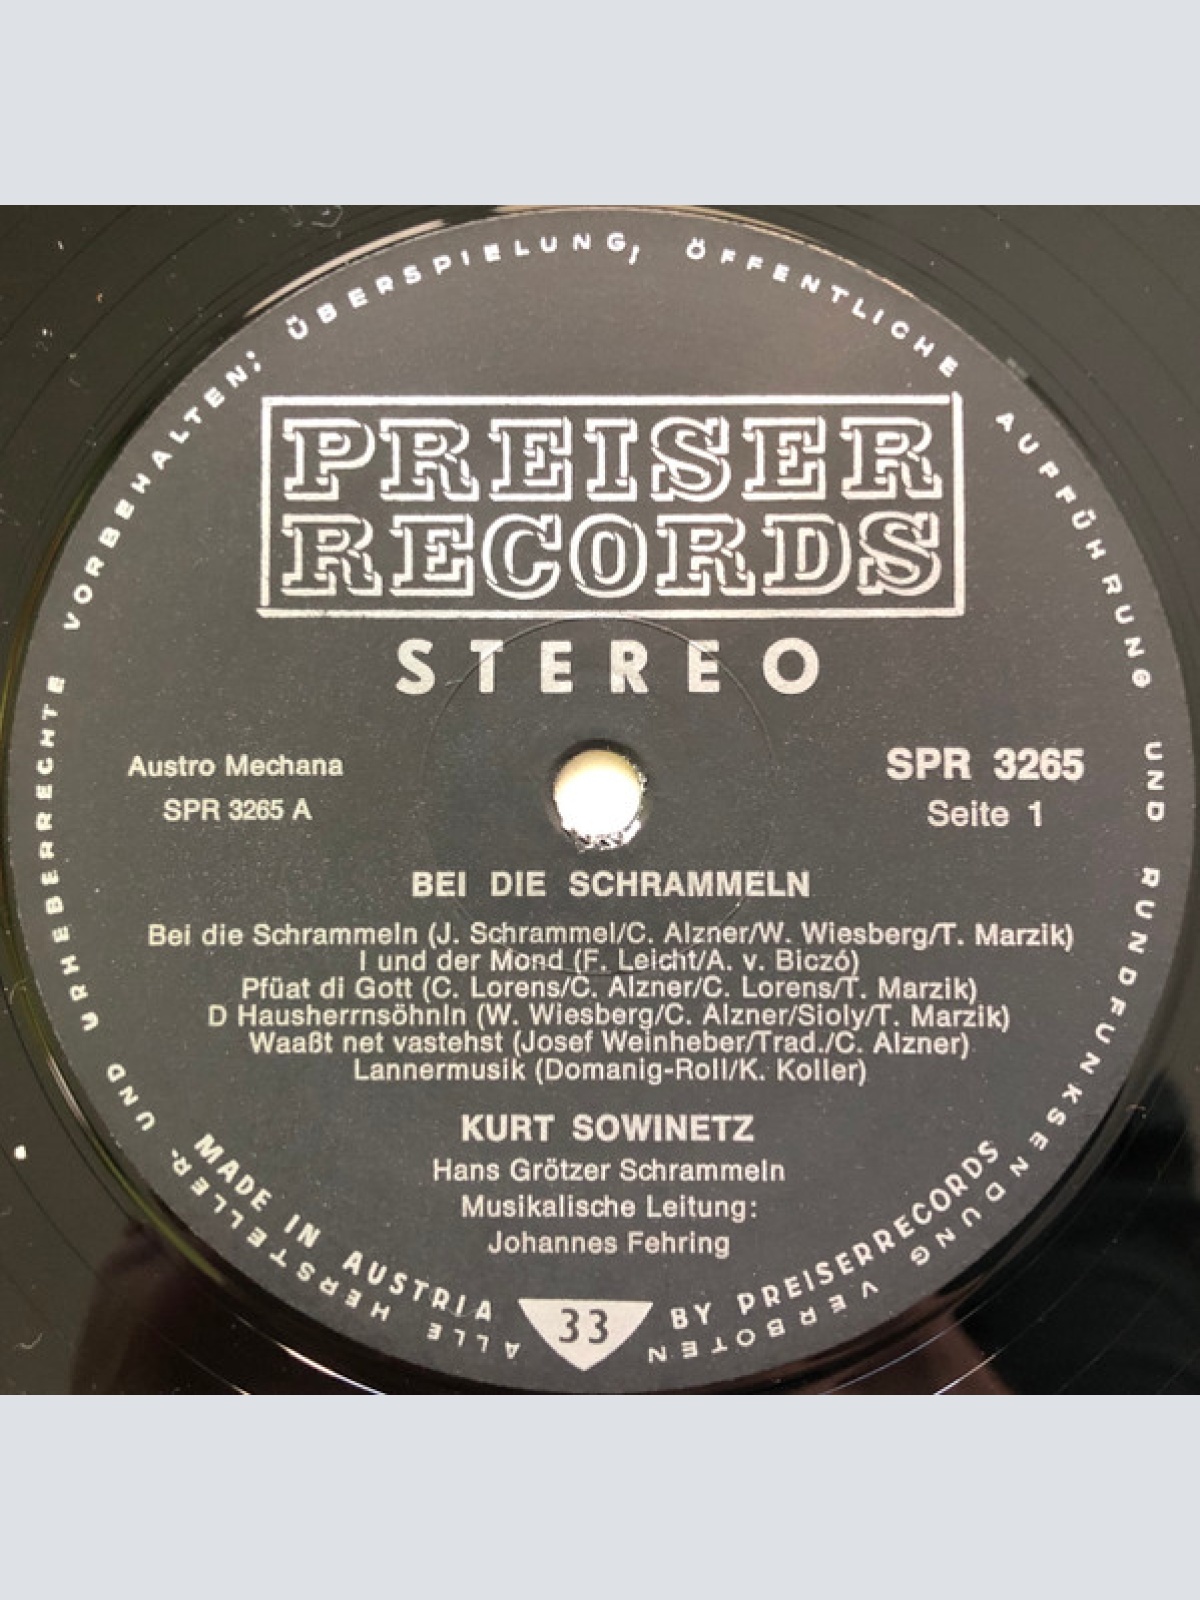 ALLE HERSTELLER- UND URHEBERRECHTE VORBEHALTEN; ÜBERSPIELUNG, ÖFFENTLICHE AUFFÜHRUNG UND RUNDFUNKSENDUNG VERBOTEN
PREISER
RECORDS
STEREO
Austro Mechana
SPR 3265 A
SPR 3265
Seite 1
BEI DIE SCHRAMMELN
Bei die Schrammeln (J. Schrammel/C. Alzner/W. Wiesberg/T. Marzik)
I und der Mond (F. Leicht/A. v. Biczó)
Pfüat di Gott (C. Lorens/C. Alzner/C. Lorens/T. Marzik)
D Hausherrnsöhnln (W. Wiesberg/C. Alzner/Sioly/T. Marzik)
Waaßt net vastehst (Josef Weinheber/Trad./C. Alzner)
Lannermusik (Domanig-Roll/K. Koller)
KURT SOWINETZ
Hans Grötzer Schrammeln
Musikalische Leitung:
Johannes Fehring
MADE IN AUSTRIA
33
BY PREISERRECORDS